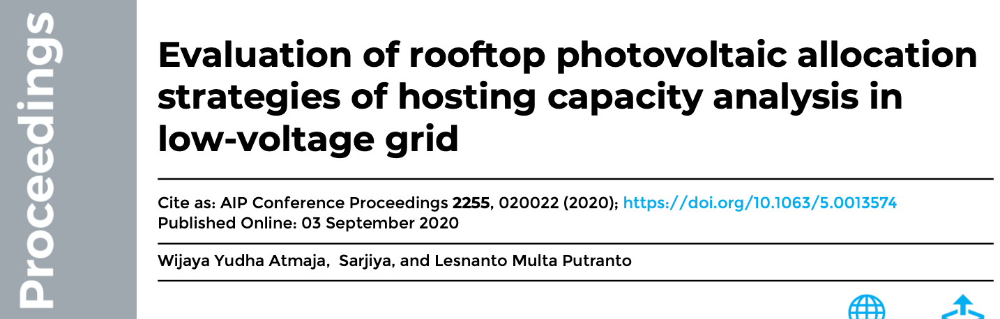 Proceedings
Evaluation of rooftop photovoltaic allocation
strategies of hosting capacity analysis in
low-voltage grid
Cite as: AIP Conference Proceedings 2255, 020022 (2020); https://doi.org/10.1063/5.0013574
Published Online: 03 September 2020
Wijaya Yudha Atmaja,  Sarjiya, and Lesnanto Multa Putranto